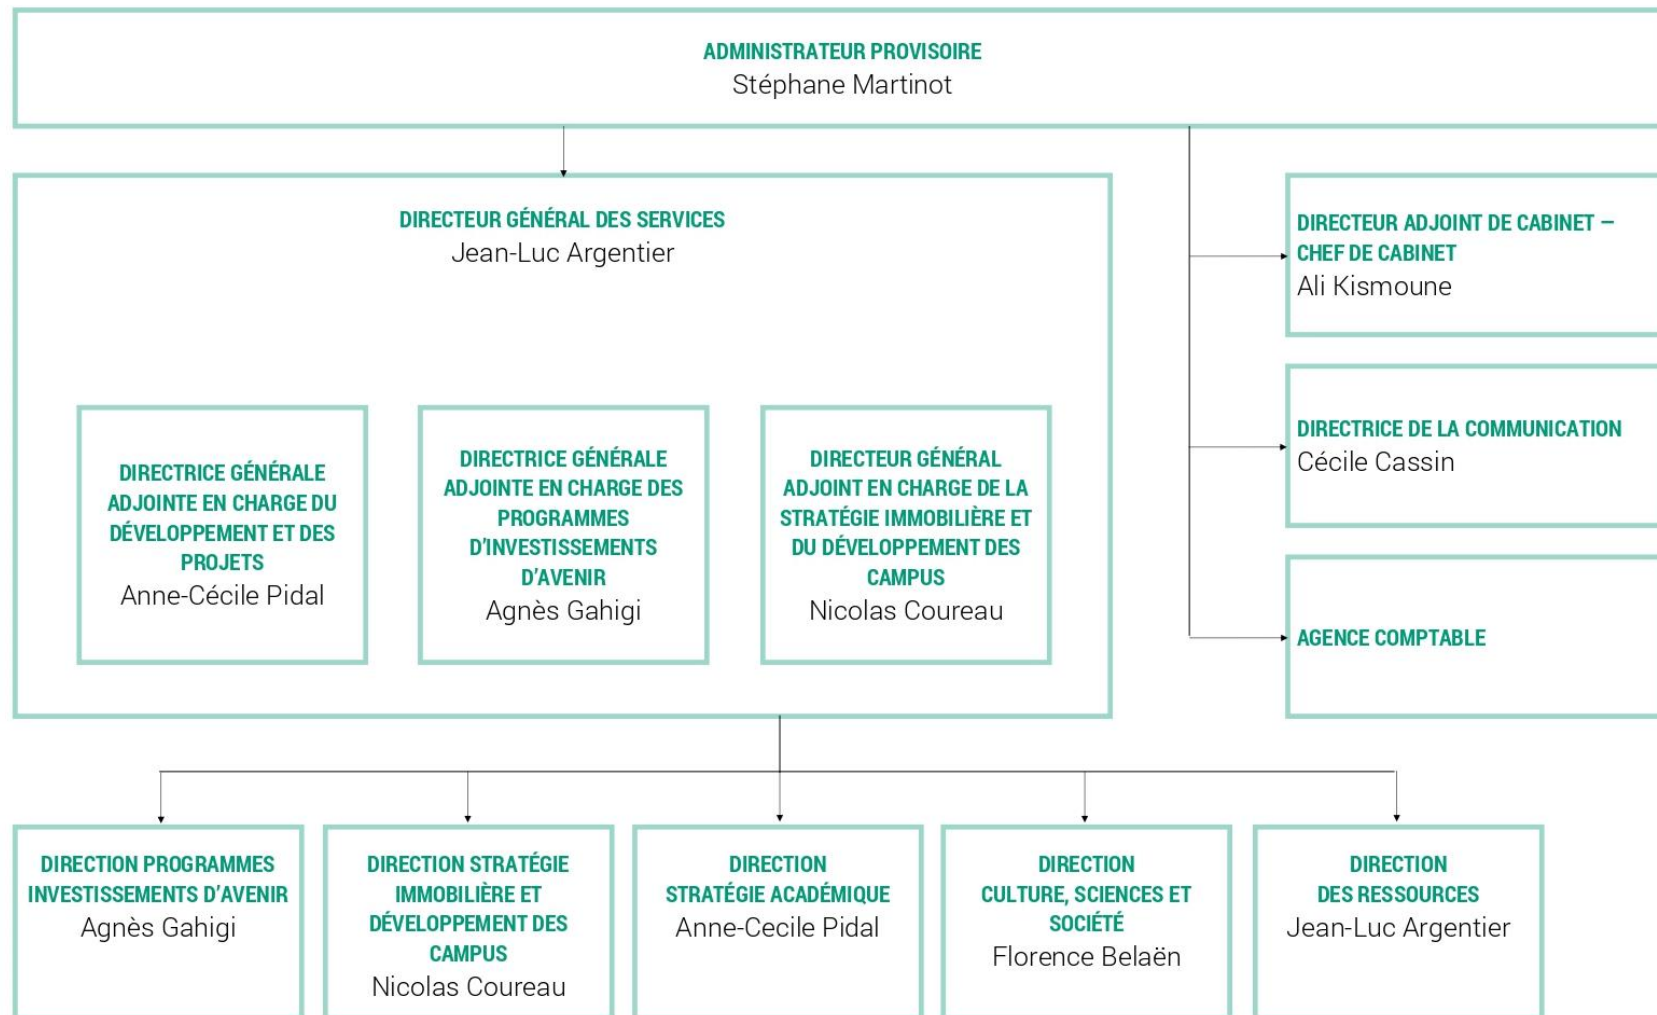 ADMINISTRATEUR PROVISOIRE
Stéphane Martinot
DIRECTEUR GÉNÉRAL DES SERVICES
Jean-Luc Argentier
DIRECTRICE GÉNÉRALE
ADJOINTE EN CHARGE DU
DÉVELOPPEMENT ET DES
PROJETS
Anne-Cécile Pidal
DIRECTRICE GÉNÉRALE
ADJOINTE EN CHARGE DES
PROGRAMMES
D'INVESTISSEMENTS
D'AVENIR
Agnès Gahigi
DIRECTEUR GÉNÉRAL
ADJOINT EN CHARGE DE LA
STRATÉGIE IMMOBILIÈRE ET
DU DÉVELOPPEMENT DES
CAMPUS
Nicolas Coureau
DIRECTEUR ADJOINT DE CABINET –
CHEF DE CABINET
Ali Kismoune
DIRECTRICE DE LA COMMUNICATION
Cécile Cassin
AGENCE COMPTABLE
DIRECTION PROGRAMMES
INVESTISSEMENTS D'AVENIR
Agnès Gahigi
DIRECTION STRATÉGIE
IMMOBILIÈRE ET
DÉVELOPPEMENT DES
CAMPUS
Nicolas Coureau
DIRECTION
STRATÉGIE ACADÉMIQUE
Anne-Cecile Pidal
DIRECTION
CULTURE, SCIENCES ET
SOCIÉTÉ
Florence Belaën
DIRECTION
DES RESSOURCES
Jean-Luc Argentier